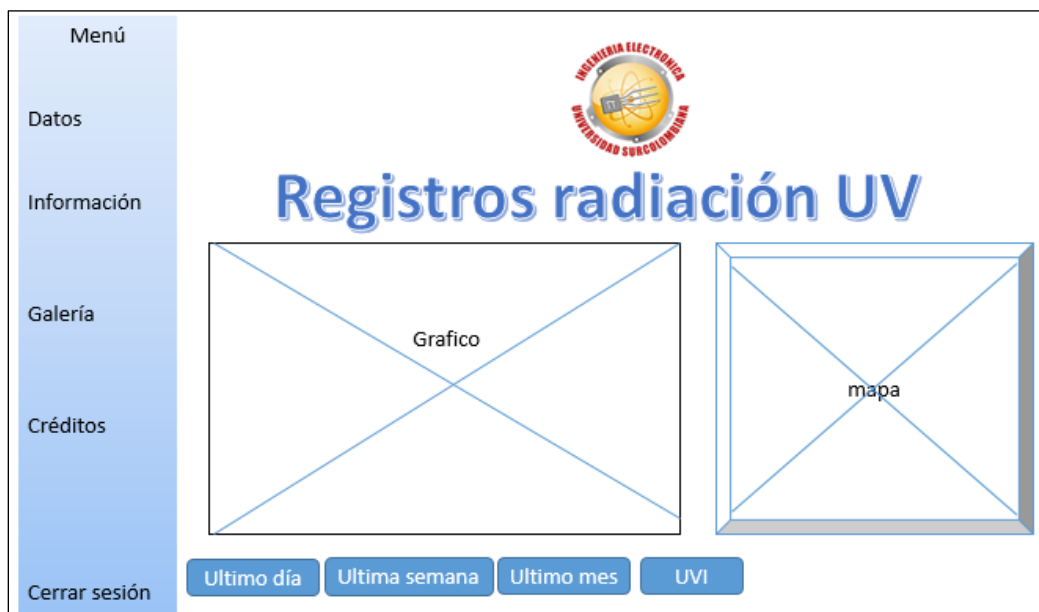 Menú
Datos
Información
Galería
Créditos
Cerrar sesión
INGENIERIA ELECTRONICA
UNIVERSIDAD SURCOLOMBIANA
Registros radiación UV
Grafico
mapa
Ultimo día
Ultima semana
Ultimo mes
UVI